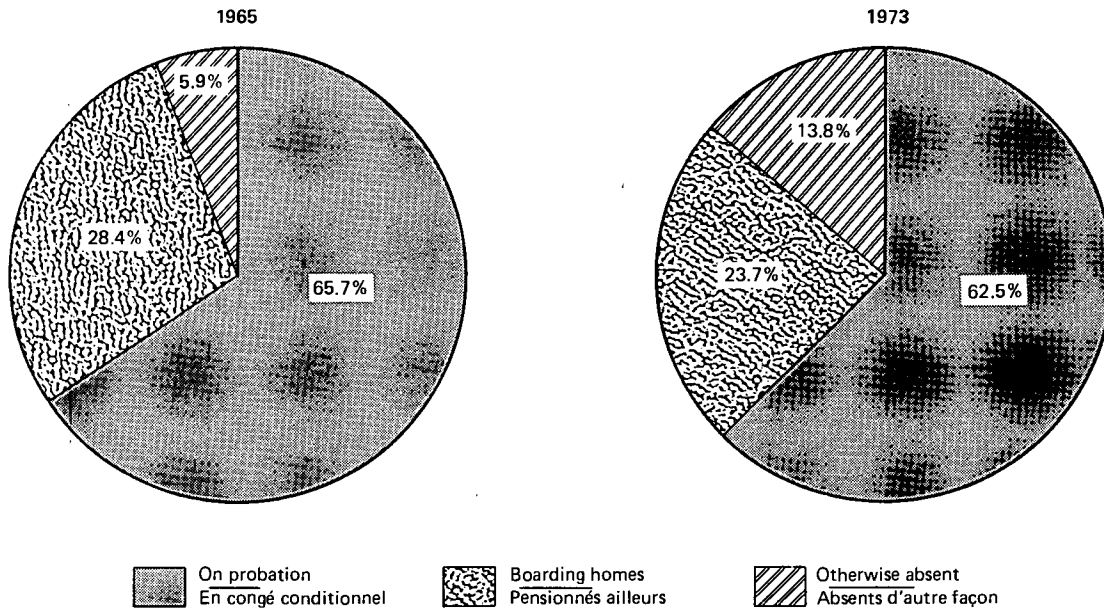 1965
1973
5.9%
13.8%
28.4%
23.7%
65.7%
62.5%
On probation
En congé conditionnel
Boarding homes
Pensionnés ailleurs
Otherwise absent
Absents d'autre façon